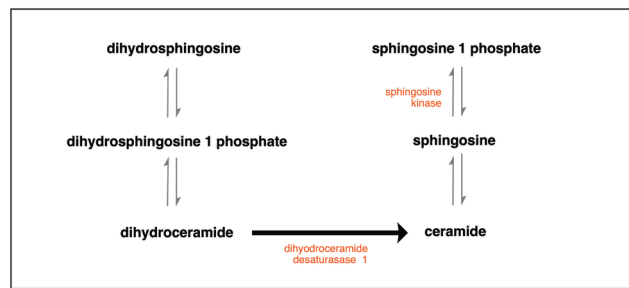 dihydrosphingosine
sphingosine 1 phosphate
sphingosine
kinase
dihydrosphingosine 1 phosphate
sphingosine
dihydroceramide
ceramide
dihyodroceramide
desaturasase 1